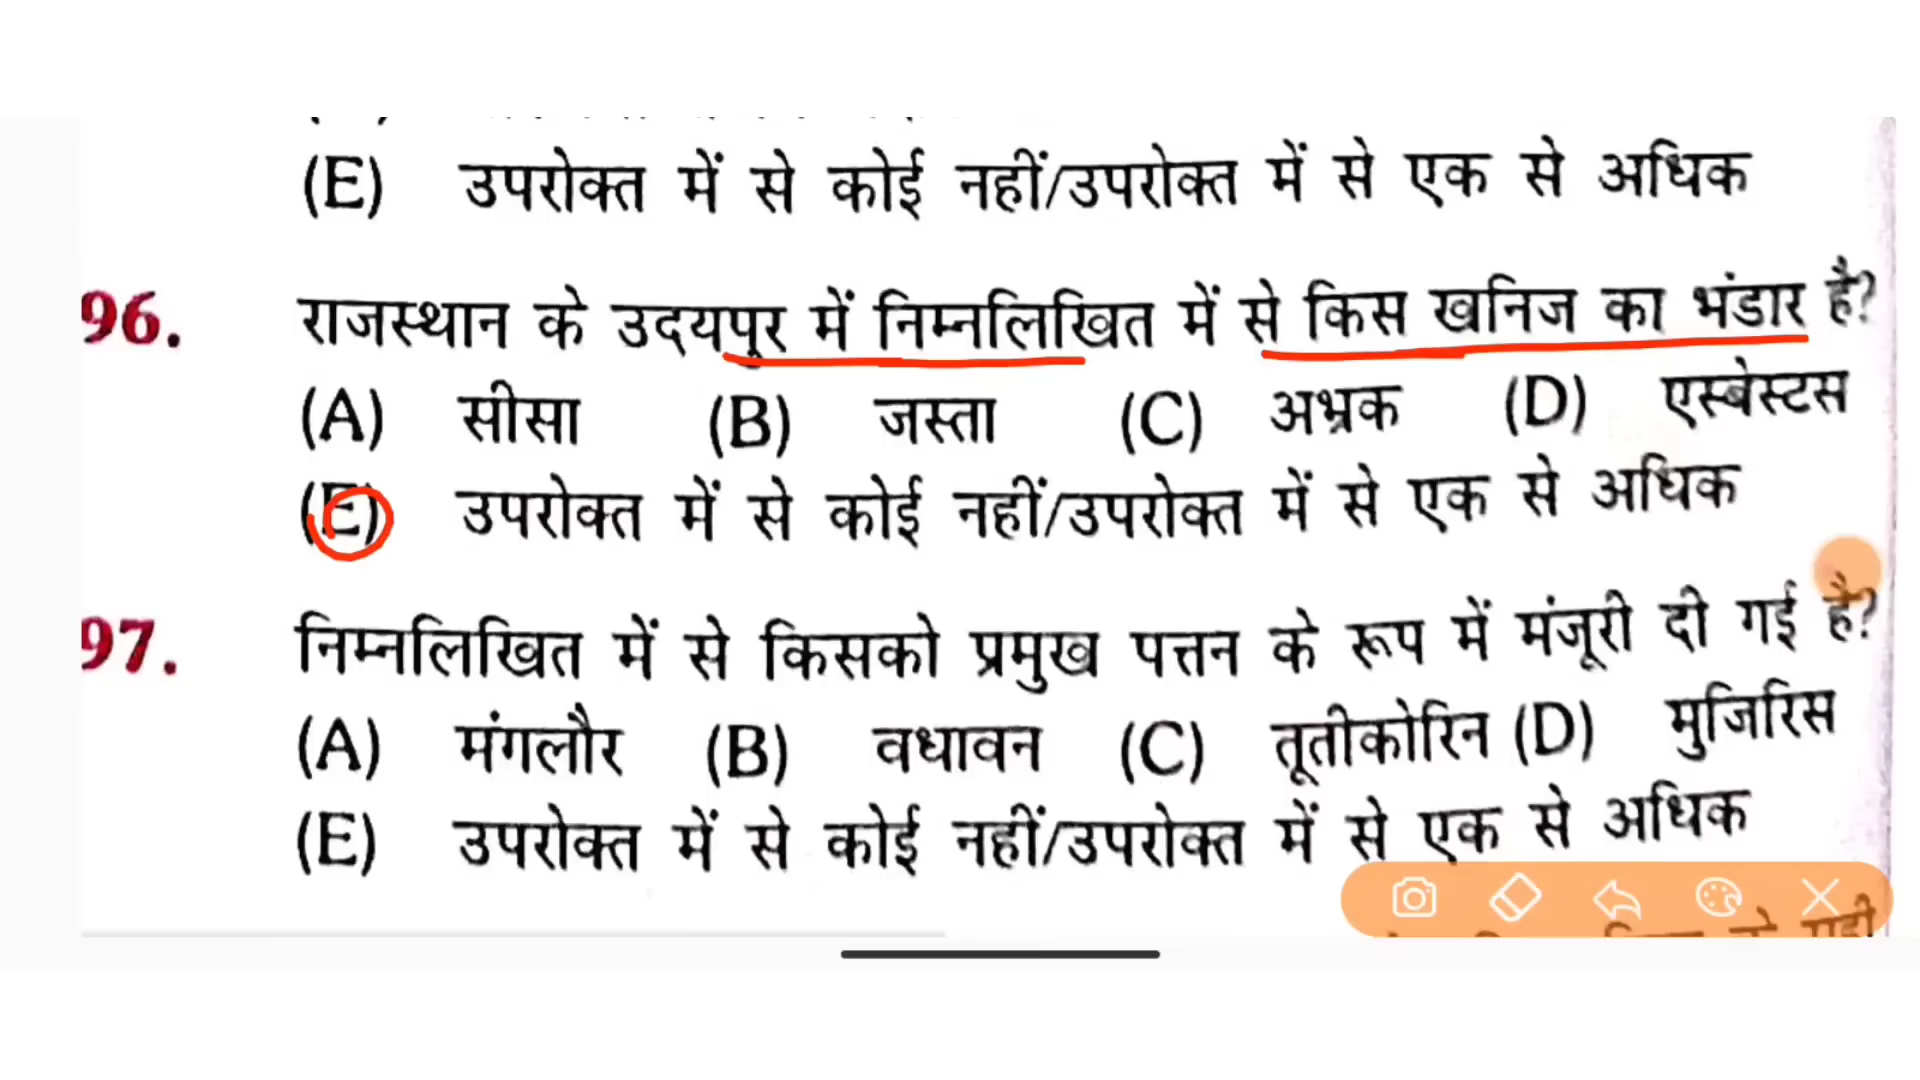 (E) उपरोक्त में से कोई नहीं/उपरोक्त में से एक से अधिक
96. राजस्थान के उदयपुर में निम्नलिखित में से किस खनिज का भंडार है?
(A) सीसा (B) जस्ता (C) अभ्रक (D) एस्बेस्टस
(E) उपरोक्त में से कोई नहीं/उपरोक्त में से एक से अधिक
97. निम्नलिखित में से किसको प्रमुख पत्तन के रूप में मंजूरी दी गई है?
(A) मंगलौर (B) वधावन (C) तूतीकोरिन (D) मुजिरिस
(E) उपरोक्त में से कोई नहीं/उपरोक्त में से एक से अधिक